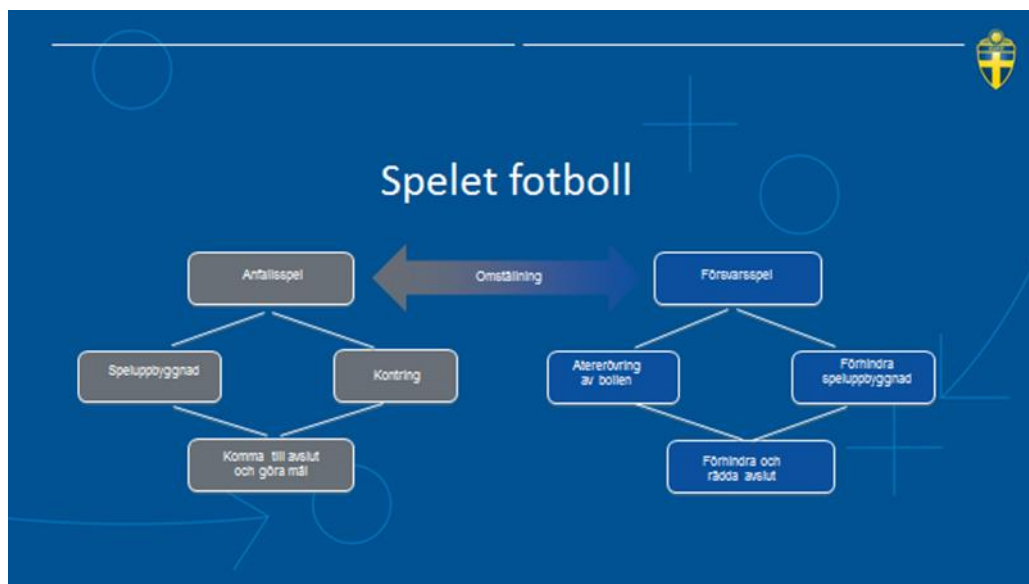 Spelet fotboll
Anfallsspel
Omställning
Försvarsspel
Speluppbyggnad
Kontring
Återerövring
av bollen
Förhindra
speluppbyggnad
Komma till avslut
och göra mål
Förhindra och
rädda avslut